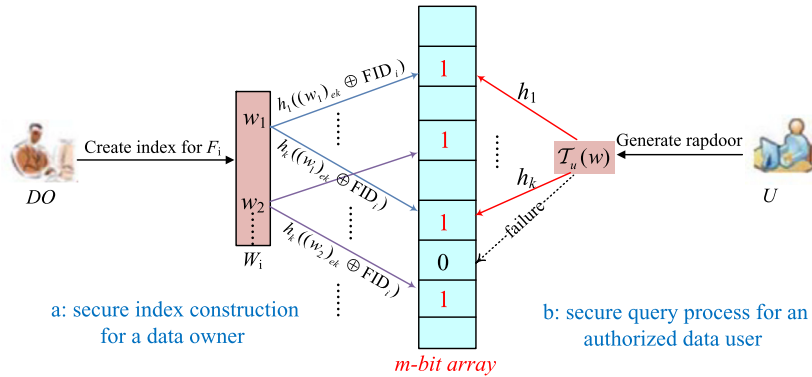 Create index for F_i
DO
w_1
w_2
W_i
h_1((w_1)_ek ⊕ FID_i)
h_k((w_1)_ek ⊕ FID_i)
h_k((w_2)_ek ⊕ FID_i)
1
1
1
0
1
m-bit array
h_1
h_k
failure
T_u(w)
Generate rapdoor
U
a: secure index construction
for a data owner
b: secure query process for an
authorized data user